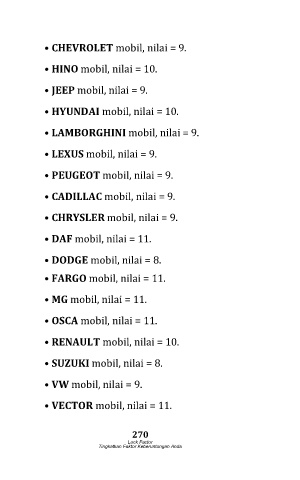 • CHEVROLET mobil, nilai = 9.
• HINO mobil, nilai = 10.
• JEEP mobil, nilai = 9.
• HYUNDAI mobil, nilai = 10.
• LAMBORGHINI mobil, nilai = 9.
• LEXUS mobil, nilai = 9.
• PEUGEOT mobil, nilai = 9.
• CADILLAC mobil, nilai = 9.
• CHRYSLER mobil, nilai = 9.
• DAF mobil, nilai = 11.
• DODGE mobil, nilai = 8.
• FARGO mobil, nilai = 11.
• MG mobil, nilai = 11.
• OSCA mobil, nilai = 11.
• RENAULT mobil, nilai = 10.
• SUZUKI mobil, nilai = 8.
• VW mobil, nilai = 9.
• VECTOR mobil, nilai = 11.
270
Luck Factor
Tingkatkan Faktor Keberuntungan Anda